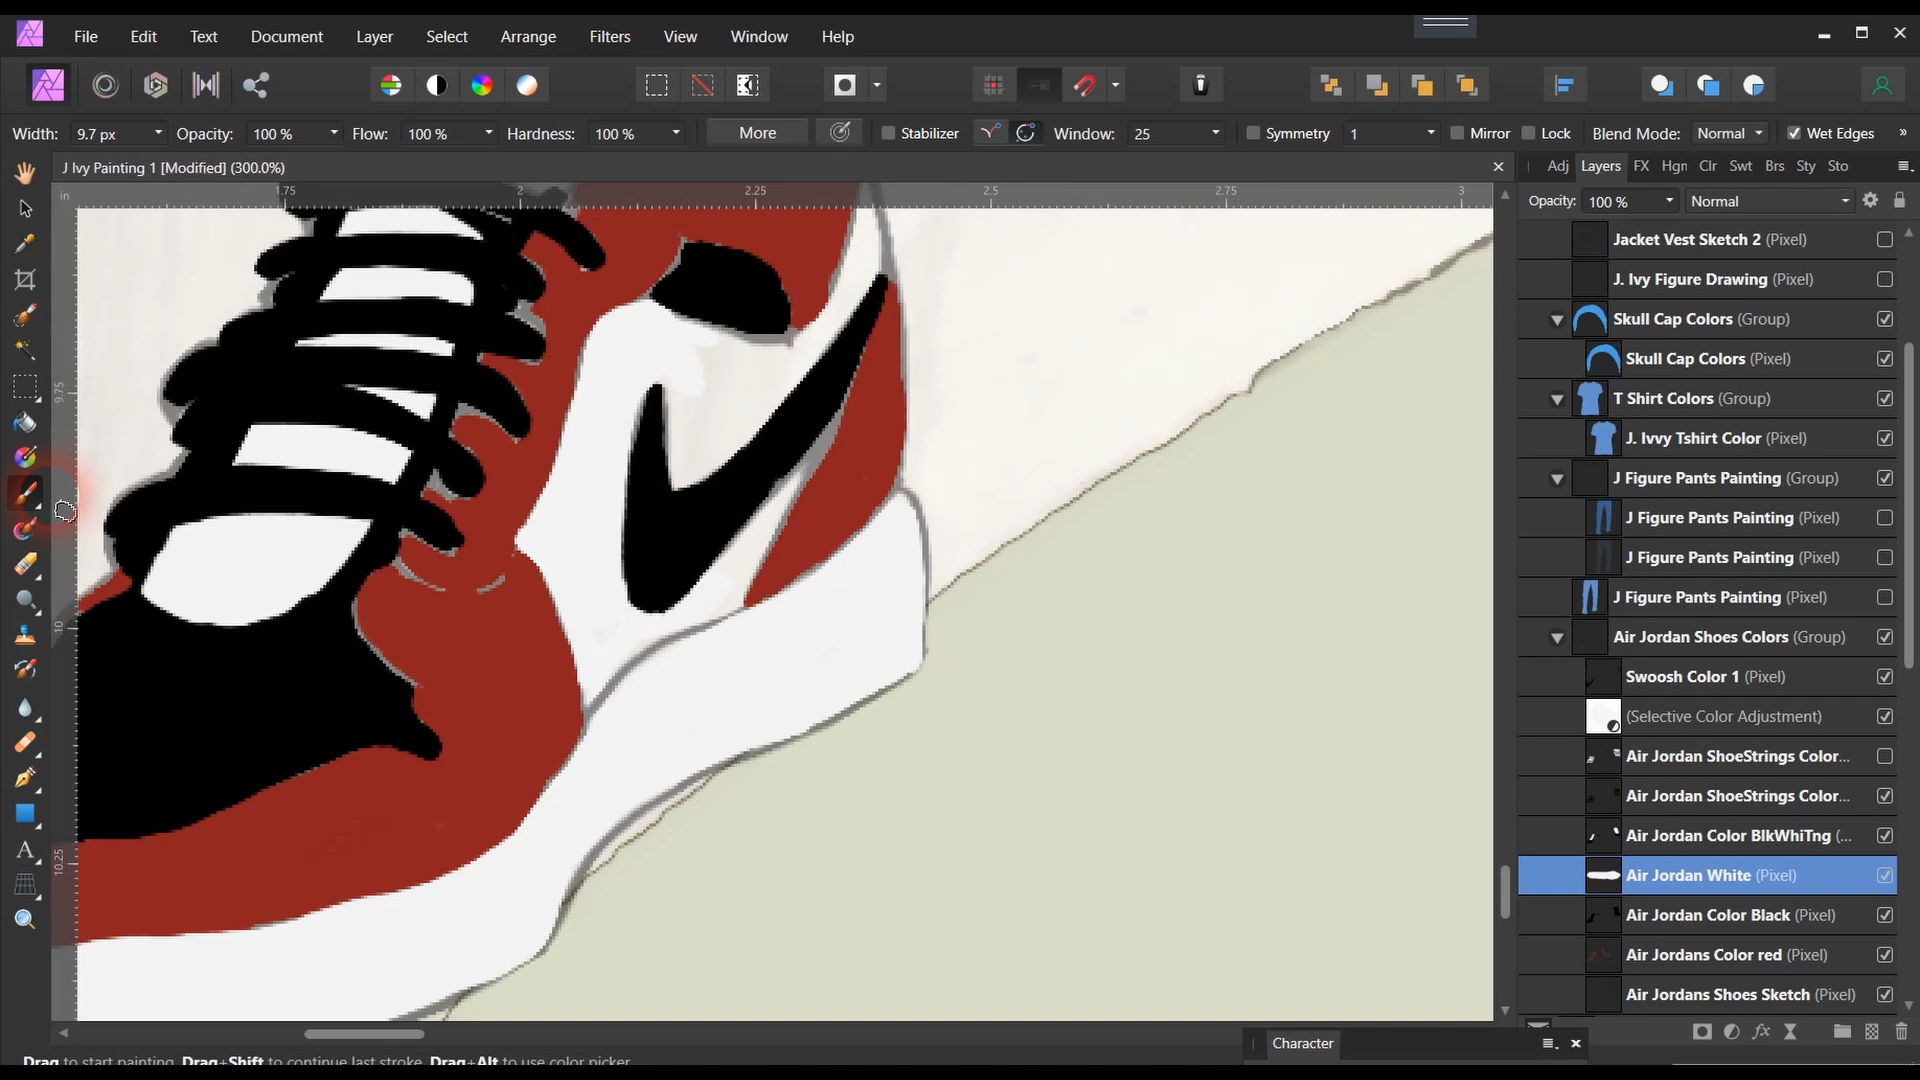 File Edit Text Document Layer Select Arrange Filters View Window Help
Width: 9.7 px Opacity: 100 % Flow: 100 % Hardness: 100 % More Stabilizer Window: 25 Symmetry 1 Mirror Lock Blend Mode: Normal Wet Edges »
J Ivy Painting 1 [Modified] (300.0%)
Adj Layers FX Hgr Clr Swt Brs Sty Sto
in 1.75 2 2.25 2.5 2.75 3
Opacity: 100 % Normal
Jacket Vest Sketch 2 (Pixel)
J. Ivy Figure Drawing (Pixel)
Skull Cap Colors (Group)
Skull Cap Colors (Pixel)
9.75
T Shirt Colors (Group)
J. Ivvy Tshirt Color (Pixel)
J Figure Pants Painting (Group)
J Figure Pants Painting (Pixel)
J Figure Pants Painting (Pixel)
J Figure Pants Painting (Pixel)
10
Air Jordan Shoes Colors (Group)
Swoosh Color 1 (Pixel)
(Selective Color Adjustment)
Air Jordan ShoeStrings Color...
Air Jordan ShoeStrings Color...
Air Jordan Color BlkWhiTng (...
10.25
Air Jordan White (Pixel)
Air Jordan Color Black (Pixel)
Air Jordans Color red (Pixel)
Air Jordans Shoes Sketch (Pixel)
Character
Drag to start painting. Drag+Shift to continue last stroke. Drag+Alt to use color picker.